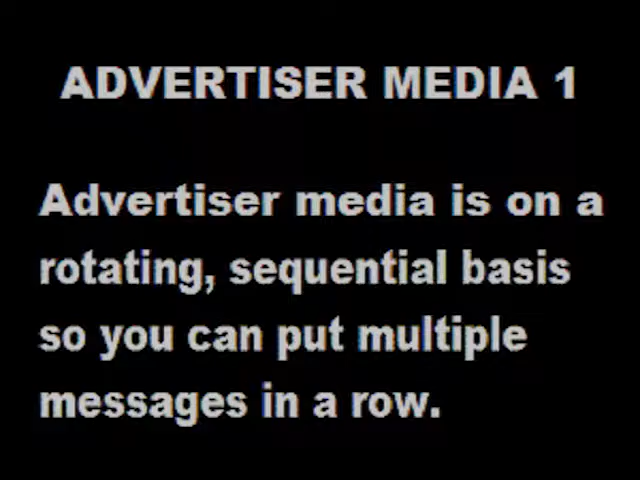 ADVERTISER MEDIA 1
Advertiser media is on a
rotating, sequential basis
so you can put multiple
messages in a row.